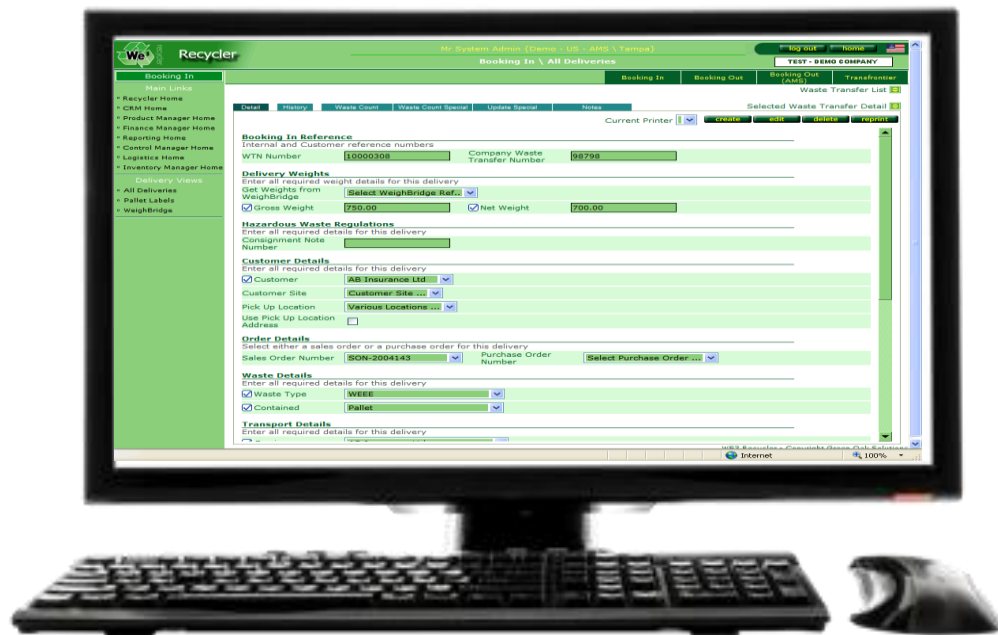 We³ Recycler
Mr System Admin (Demo - US - AMS \ Tampa)
log out home
Booking In \ All Deliveries
TEST - DEMO COMPANY
Booking In
Booking In Booking Out Booking Out (AMS) Transfrontier
Main Links
Waste Transfer List
Recycler Home
CRM Home
Product Manager Home
Finance Manager Home
Reporting Home
Control Manager Home
Logistics Home
Inventory Manager Home
Delivery Views
All Deliveries
Pallet Labels
WeighBridge
Detail History Waste Count Waste Count Special Update Special Notes
Selected Waste Transfer Detail
Current Printer create edit delete reprint
Booking In Reference
Internal and Customer reference numbers
WTN Number 10000308 Company Waste Transfer Number 98798
Delivery Weights
Enter all required weight details for this delivery
Get Weights from WeighBridge Select WeighBridge Ref..
Gross Weight 750.00 Net Weight 700.00
Hazardous Waste Regulations
Enter all required details for this delivery
Consignment Note Number
Customer Details
Enter all required details for this delivery
Customer AB Insurance Ltd
Customer Site Customer Site ...
Pick Up Location Various Locations ...
Use Pick Up Location Address
Order Details
Select either a sales order or a purchase order for this delivery
Sales Order Number SON-2004143 Purchase Order Number Select Purchase Order ...
Waste Details
Enter all required details for this delivery
Waste Type WEEE
Contained Pallet
Transport Details
Enter all required details for this delivery
Internet 100%